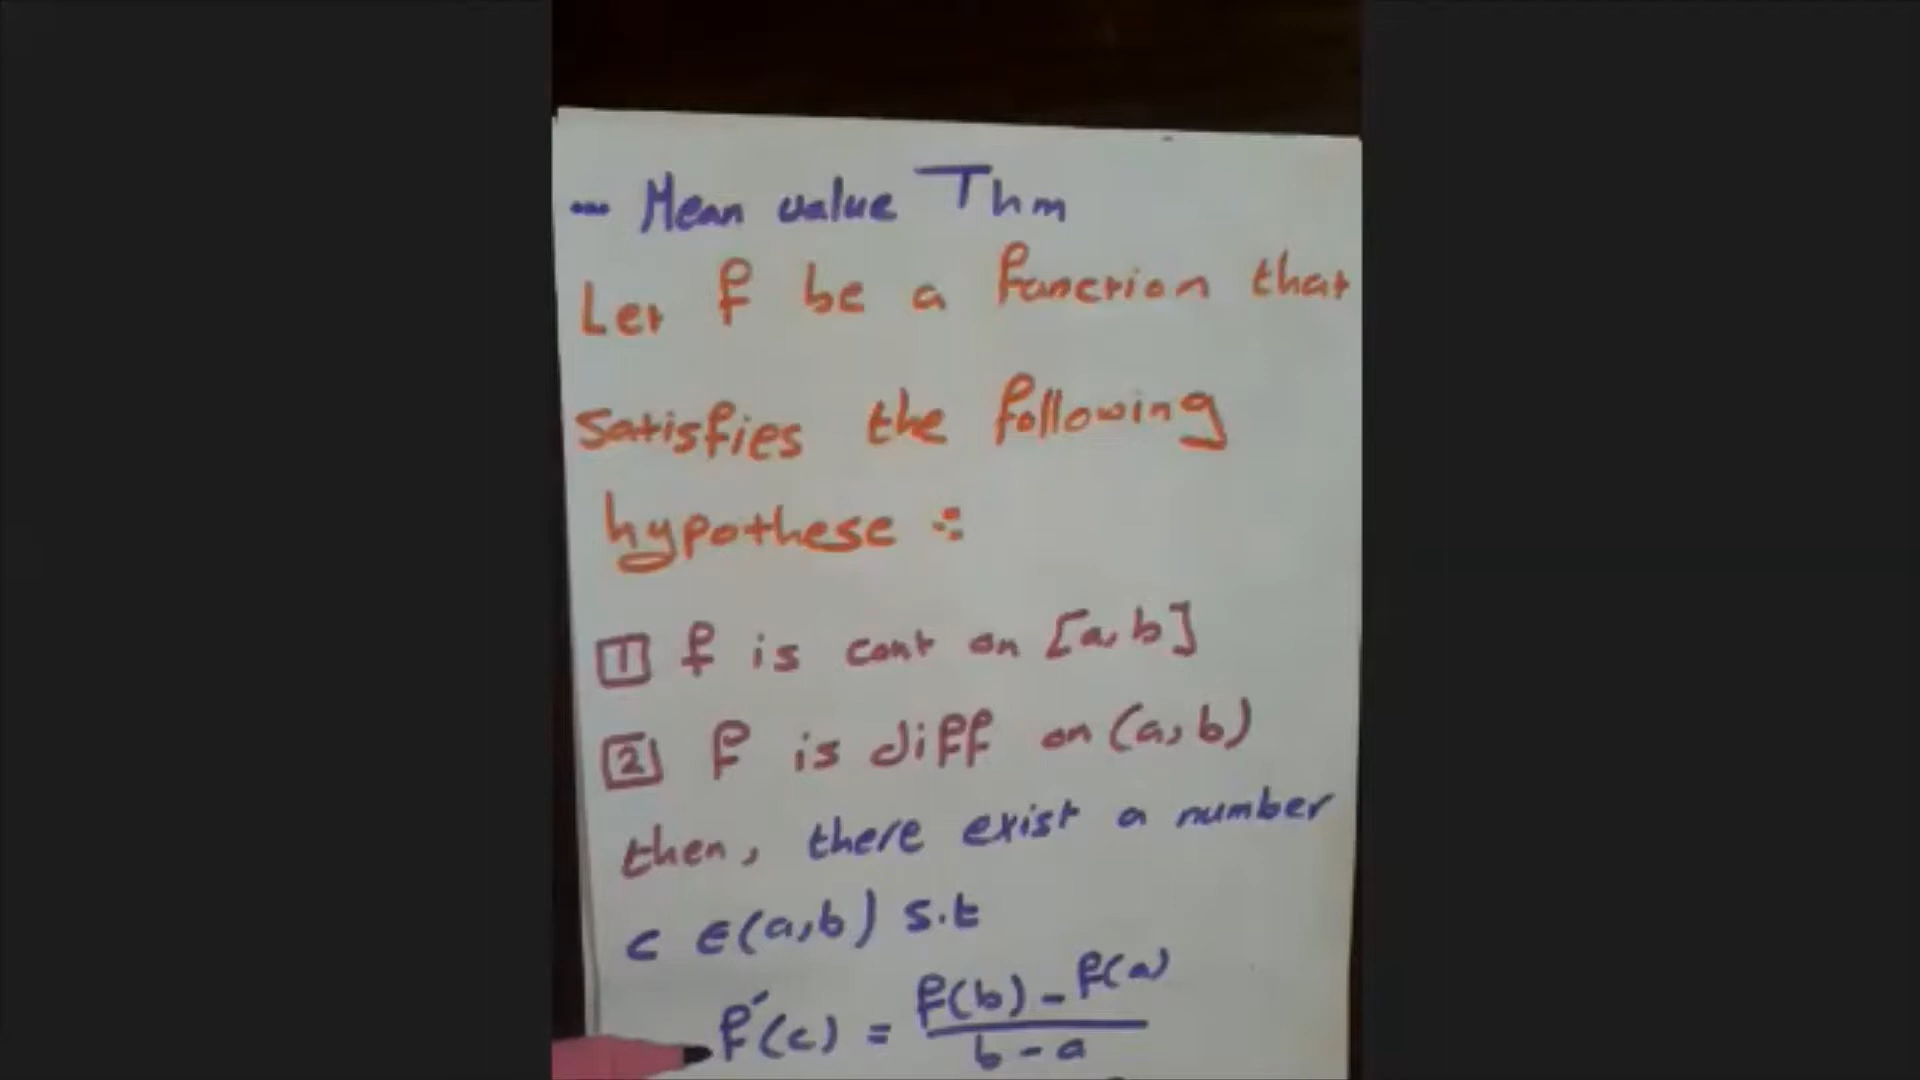 - Mean value Thm
Let f be a function that
satisfies the following
hypothese :-
1 f is cont on [a,b]
2 f is diff on (a,b)
then, there exist a number
c ∈(a,b) s.t
f′(c) = f(b) - f(a) / b - a